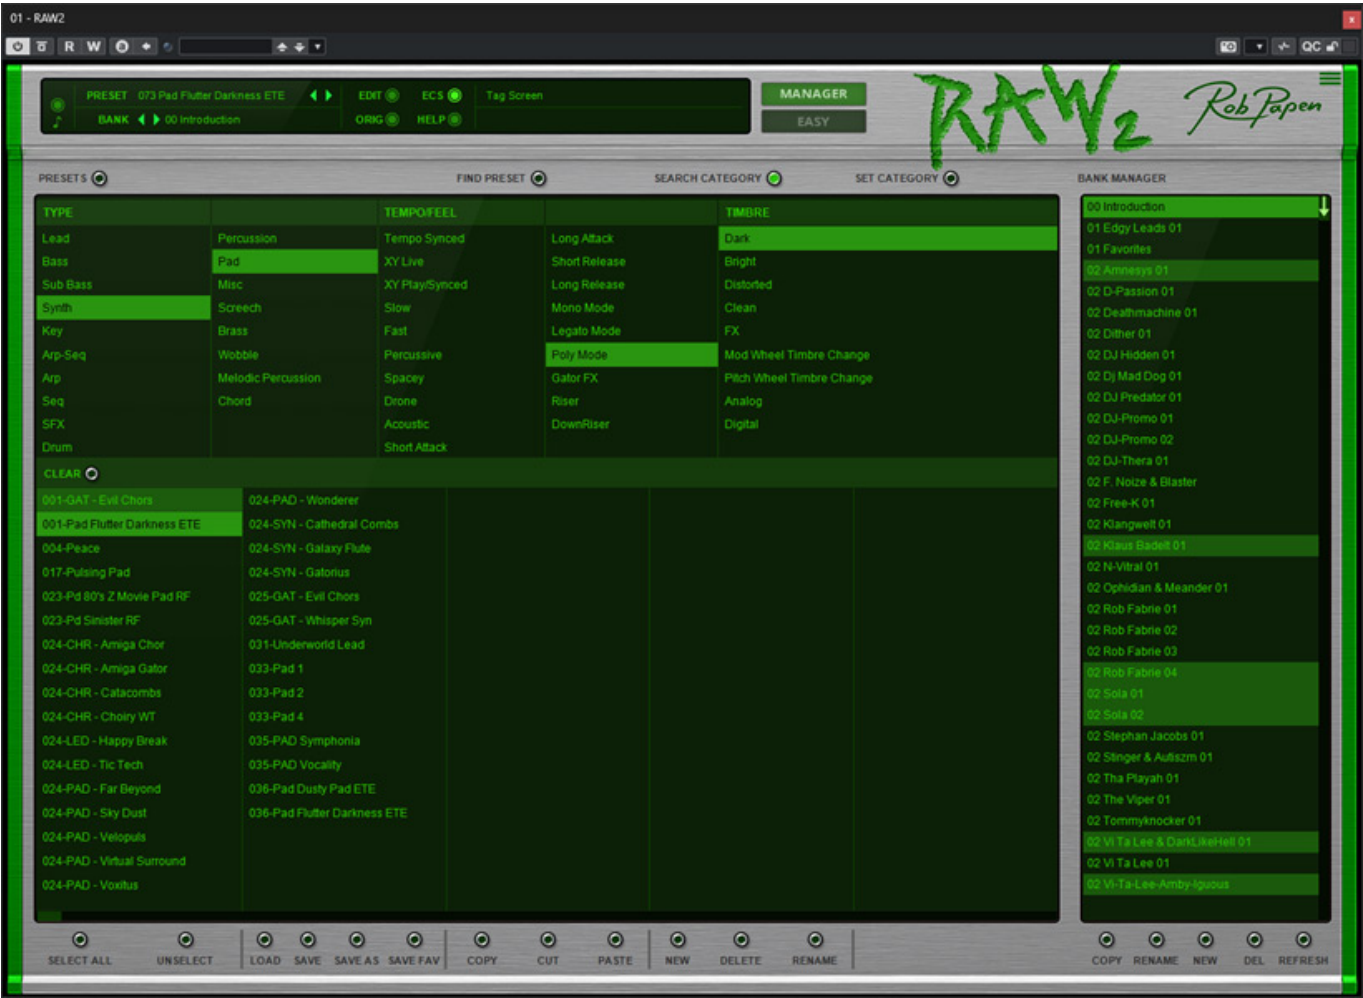 01 - RAW2
R W QC
PRESET 073 Pad Flutter Darkness ETE EDIT ECS Tag Screen
BANK 00 Introduction ORIG HELP
MANAGER
EASY
RAW2
Rob Papen
PRESETS FIND PRESET SEARCH CATEGORY SET CATEGORY BANK MANAGER
TYPE TEMPO/FEEL TIMBRE
Lead Percussion Tempo Synced Long Attack Dark
Bass Pad XY Live Short Release Bright
Sub Bass Misc XY Play/Synced Long Release Distorted
Synth Screech Slow Mono Mode Clean
Key Brass Fast Legato Mode FX
Arp-Seq Wobble Percussive Poly Mode Mod Wheel Timbre Change
Arp Melodic Percussion Spacey Gator FX Pitch Wheel Timbre Change
Seq Chord Drone Riser Analog
SFX Acoustic DownRiser Digital
Drum Short Attack
CLEAR
001-GAT - Evil Chors
001-Pad Flutter Darkness ETE
004-Peace
017-Pulsing Pad
023-Pd 80's Z Movie Pad RF
023-Pd Sinister RF
024-CHR - Amiga Chor
024-CHR - Amiga Gator
024-CHR - Catacombs
024-CHR - Choiry WT
024-LED - Happy Break
024-LED - Tic Tech
024-PAD - Far Beyond
024-PAD - Sky Dust
024-PAD - Velopuls
024-PAD - Virtual Surround
024-PAD - Voxitus
024-PAD - Wonderer
024-SYN - Cathedral Combs
024-SYN - Galaxy Flute
024-SYN - Gatorius
025-GAT - Evil Chors
025-GAT - Whisper Syn
031-Underworld Lead
033-Pad 1
033-Pad 2
033-Pad 4
035-PAD Symphonia
035-PAD Vocality
036-Pad Dusty Pad ETE
036-Pad Flutter Darkness ETE
00 Introduction
01 Edgy Leads 01
01 Favorites
02 Amnesys 01
02 D-Passion 01
02 Deathmachine 01
02 Dither 01
02 DJ Hidden 01
02 Dj Mad Dog 01
02 DJ Predator 01
02 DJ-Promo 01
02 DJ-Promo 02
02 DJ-Thera 01
02 F. Noize & Blaster
02 Free-K 01
02 Klangwelt 01
02 Klaus Badelt 01
02 N-Vitral 01
02 Ophidian & Meander 01
02 Rob Fabrie 01
02 Rob Fabrie 02
02 Rob Fabrie 03
02 Rob Fabrie 04
02 Sola 01
02 Sola 02
02 Stephan Jacobs 01
02 Stinger & Autiszm 01
02 Tha Playah 01
02 The Viper 01
02 Tommyknocker 01
02 Vi Ta Lee & DarkLikeHell 01
02 Vi Ta Lee 01
02 Vi-Ta-Lee-Amby-Iguous
SELECT ALL UNSELECT LOAD SAVE SAVE AS SAVE FAV COPY CUT PASTE NEW DELETE RENAME COPY RENAME NEW DEL REFRESH